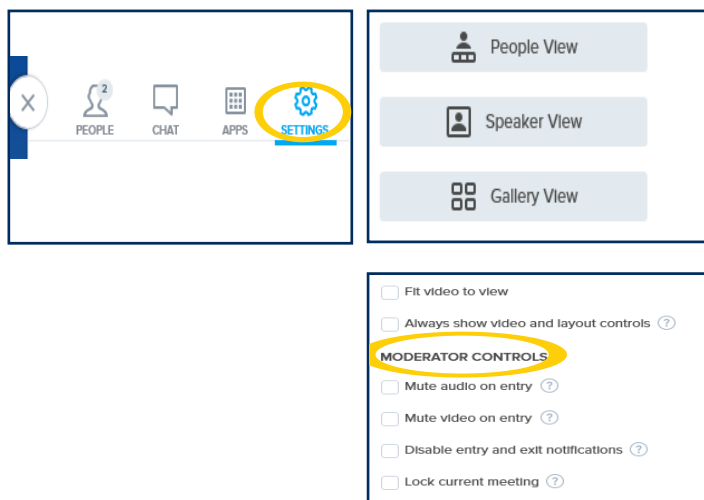 2
PEOPLE CHAT APPS SETTINGS
People View
Speaker View
Gallery View
Fit video to view
Always show video and layout controls ?
MODERATOR CONTROLS
Mute audio on entry ?
Mute video on entry ?
Disable entry and exit notifications ?
Lock current meeting ?